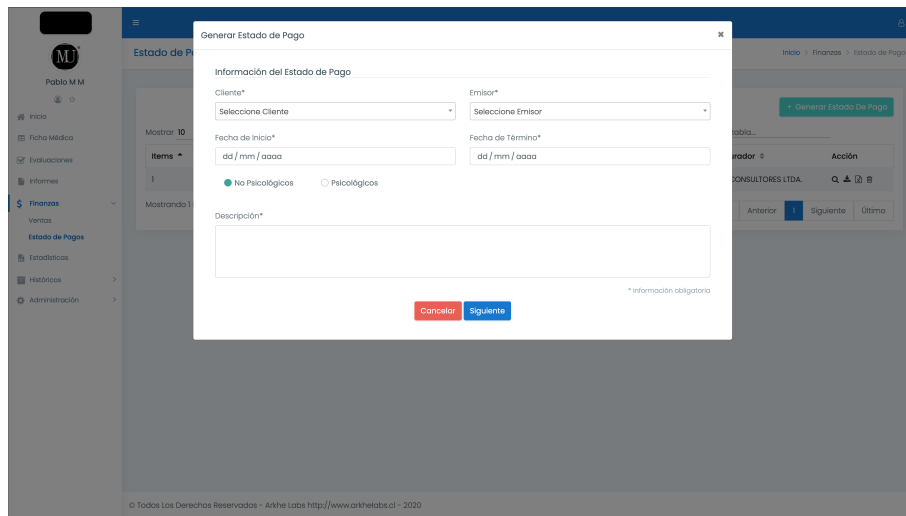 Generar Estado de Pago
Información del Estado de Pago
Cliente*
Emisor*
Seleccione Cliente
Seleccione Emisor
Fecha de Inicio*
Fecha de Término*
dd / mm / aaaa
dd / mm / aaaa
No Psicológicos
Psicológicos
Descripción*
* Información obligatoria
Cancelar
Siguiente
MJ
Pablo M M
Inicio
Ficha Médica
Evaluaciones
Informes
Finanzas
Ventas
Estado de Pagos
Estadísticas
Históricos
Administración
Estado de
Inicio > Finanzas > Estado de Pago
+ Generar Estado De Pago
Mostrar 10
Items
Acción
1
CONSULTORES LTDA.
Mostrando 1
Anterior
1
Siguiente
Último
© Todos Los Derechos Reservados - Arkhe Labs http://www.arkhelabs.cl - 2020